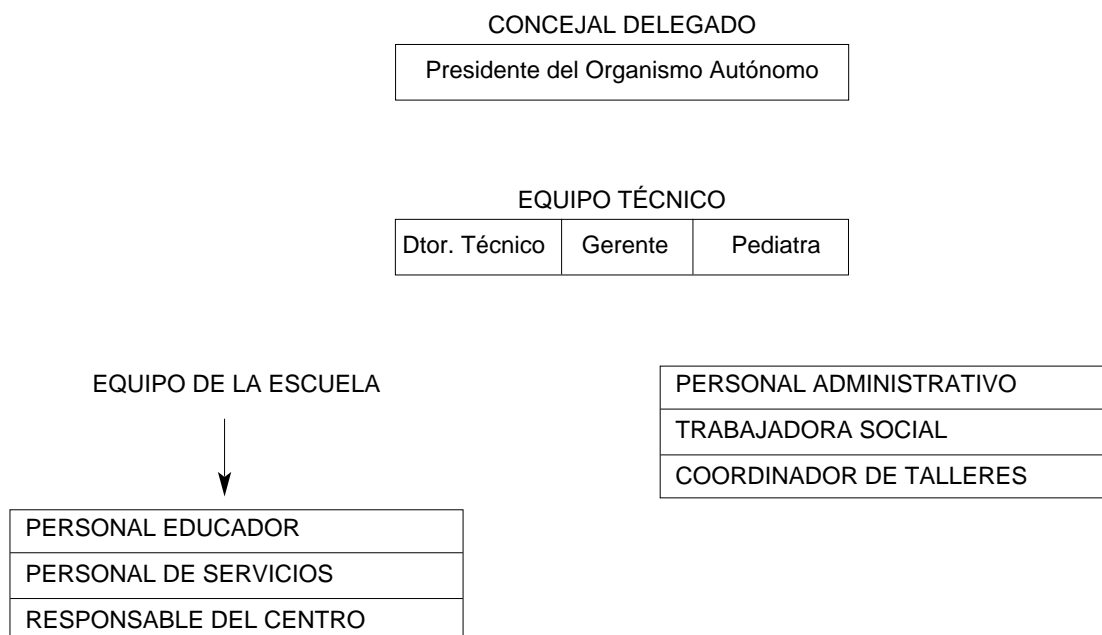 CONCEJAL DELEGADO
Presidente del Organismo Autónomo
EQUIPO TÉCNICO
Dtor. Técnico Gerente Pediatra
EQUIPO DE LA ESCUELA
PERSONAL ADMINISTRATIVO
TRABAJADORA SOCIAL
COORDINADOR DE TALLERES
PERSONAL EDUCADOR
PERSONAL DE SERVICIOS
RESPONSABLE DEL CENTRO